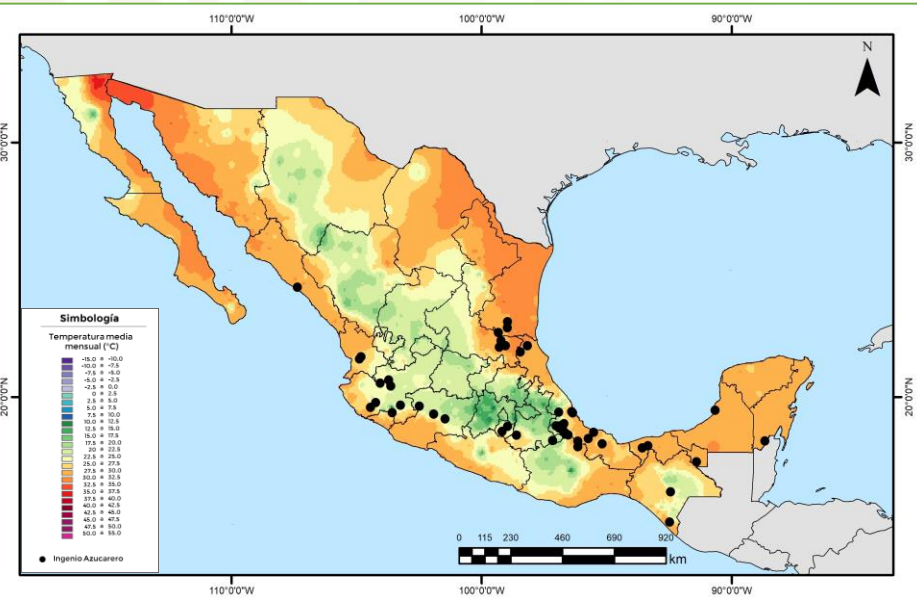 110°0'0"W 100°0'0"W 90°0'0"W
N
30°0'0"N 30°0'0"N
20°0'0"N 20°0'0"N
Simbología
Temperatura media
mensual (°C)
-15.0 a -10.0
-10.0 a -7.5
-7.5 a -5.0
-5.0 a -2.5
-2.5 a 0.0
0 a 2.5
2.5 a 5.0
5.0 a 7.5
7.5 a 10.0
10.0 a 12.5
12.5 a 15.0
15.0 a 17.5
17.5 a 20.0
20 a 22.5
22.5 a 25.0
25.0 a 27.5
27.5 a 30.0
30.0 a 32.5
32.5 a 35.0
35.0 a 37.5
37.5 a 40.0
40.0 a 42.5
42.5 a 45.0
45.0 a 47.5
47.5 a 50.0
50.0 a 55.0
Ingenio Azucarero
0 115 230 460 690 920
km
110°0'0"W 100°0'0"W 90°0'0"W